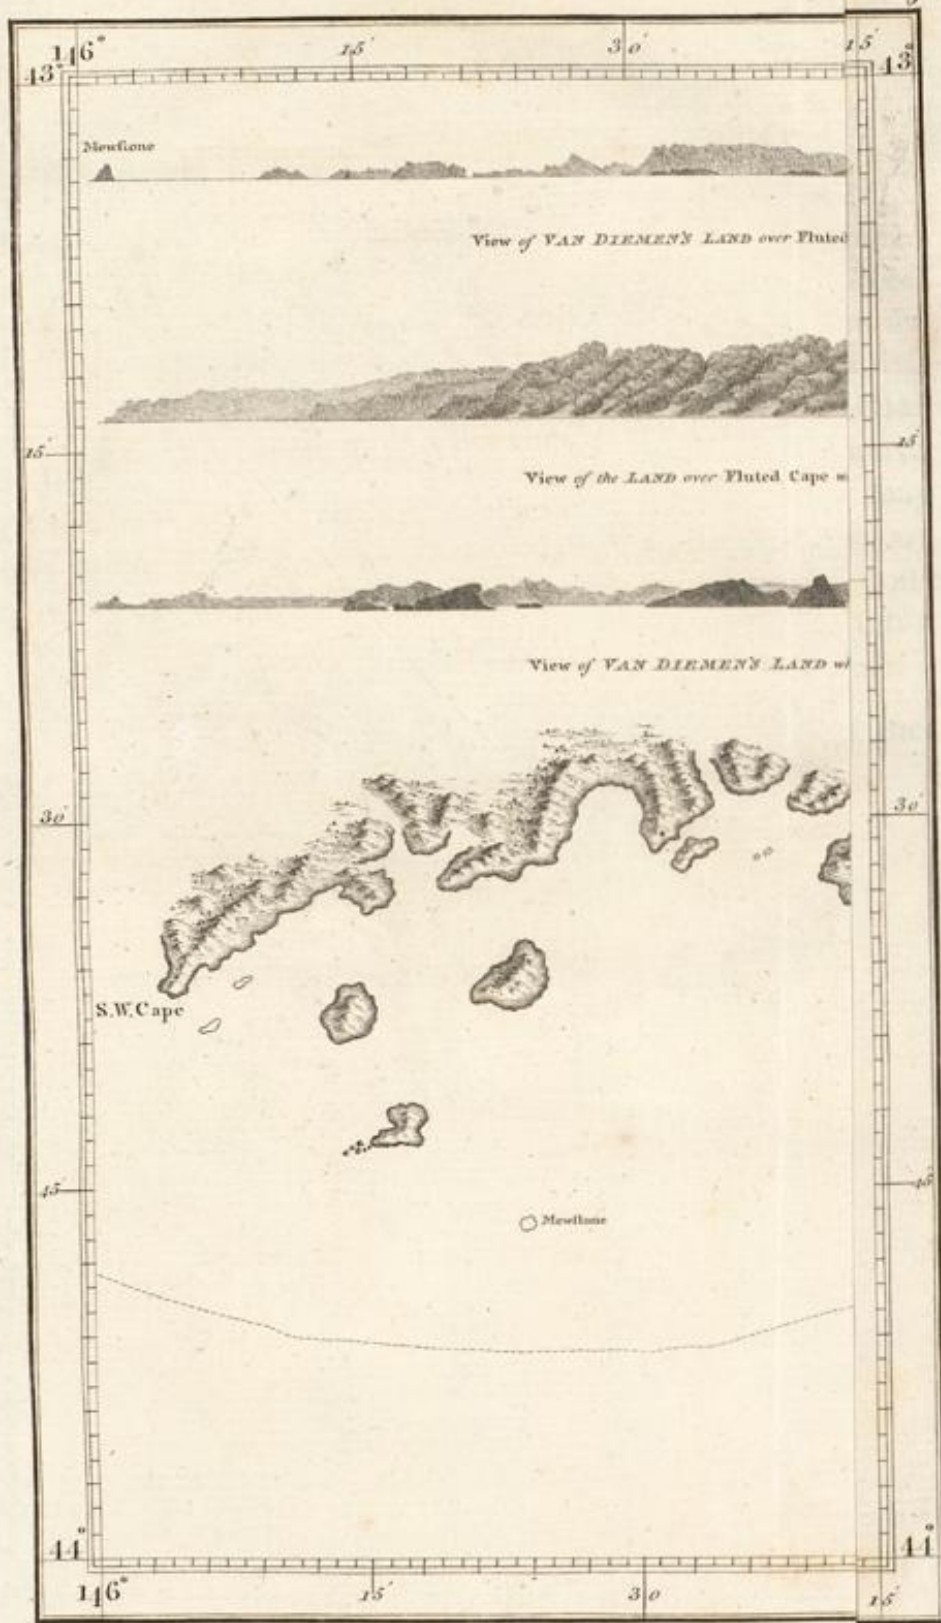 146° 15' 30' 15'
43° 43°
Mewstone
View of VAN DIEMEN'S LAND over Fluted
15' 15'
View of the LAND over Fluted Cape
View of VAN DIEMEN'S LAND wh
30' 30'
S.W. Cape
45' 45'
Mewstone
44° 44°
146° 15' 30' 15'